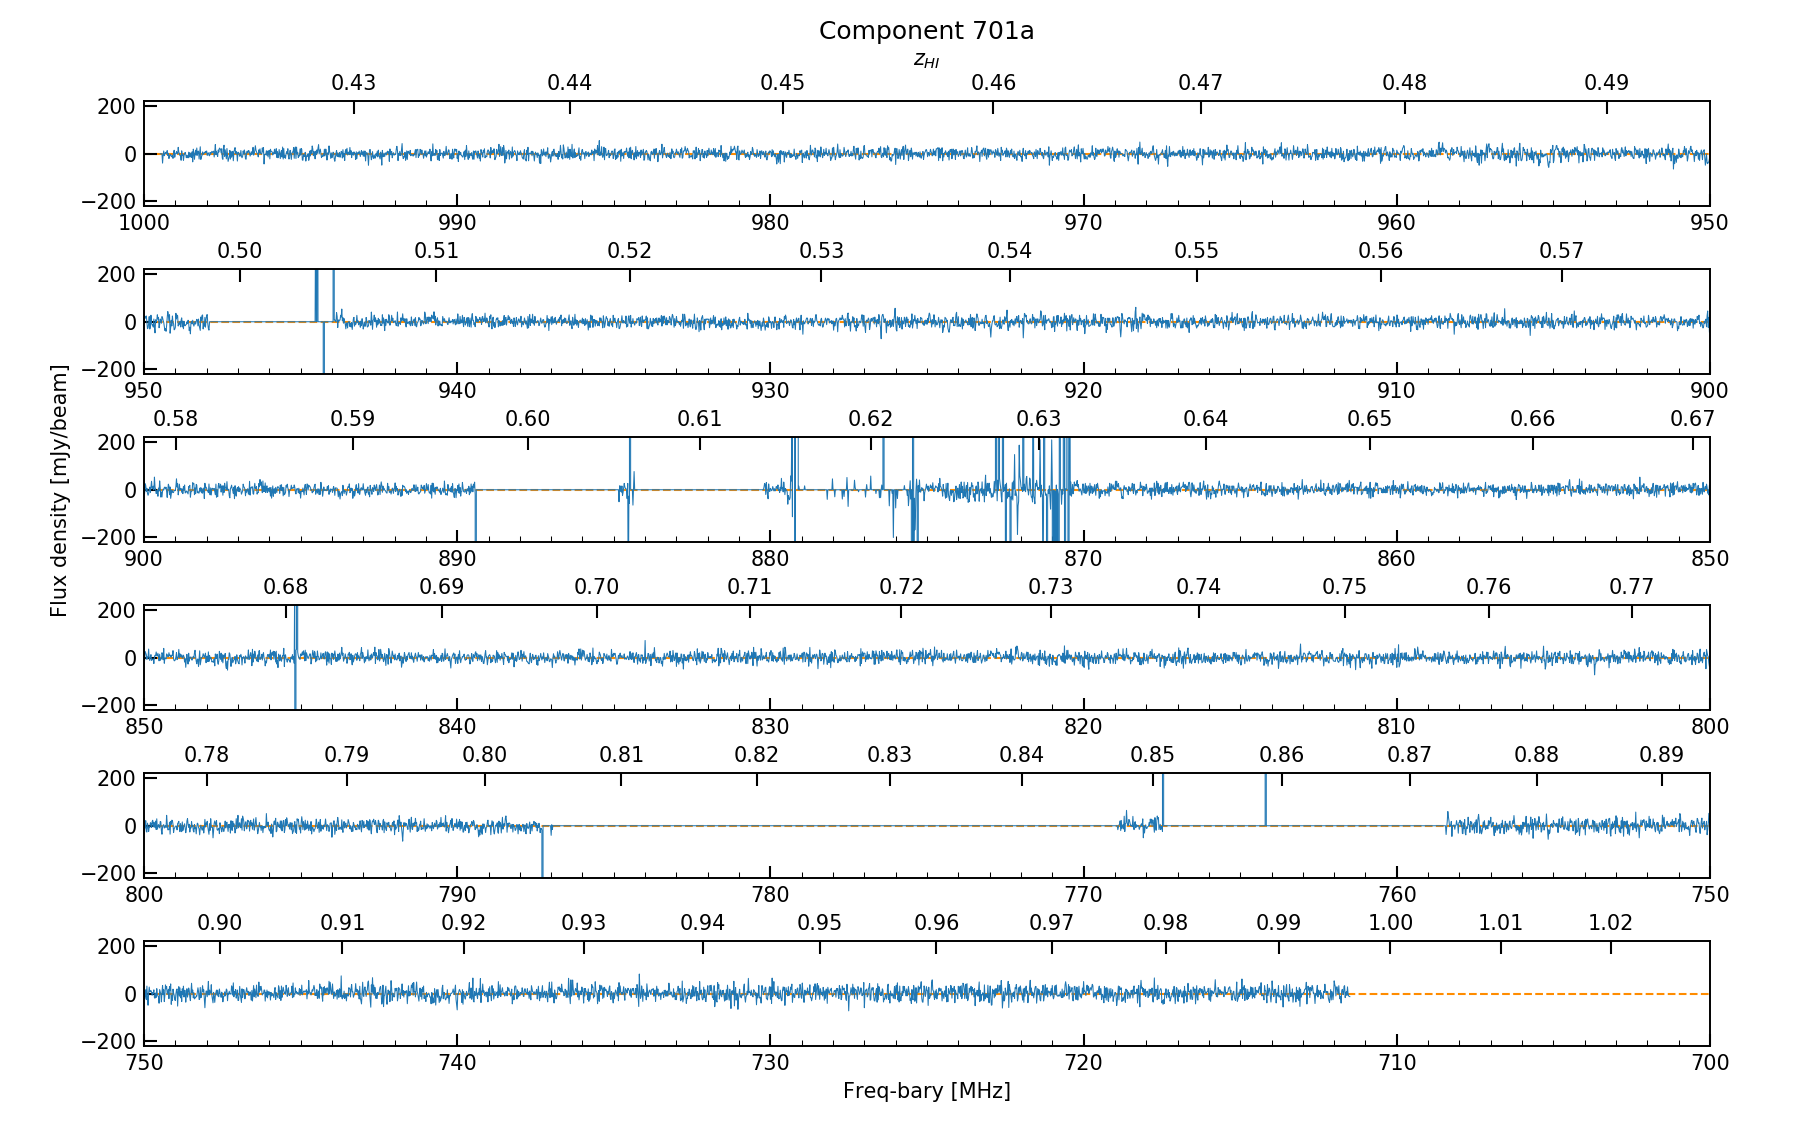 Component 701a
z_HI
0.43 0.44 0.45 0.46 0.47 0.48 0.49
200
0
−200
1000 990 980 970 960 950
0.50 0.51 0.52 0.53 0.54 0.55 0.56 0.57
200
0
−200
950 940 930 920 910 900
0.58 0.59 0.60 0.61 0.62 0.63 0.64 0.65 0.66 0.67
200
0
−200
900 890 880 870 860 850
Flux density [mJy/beam]
0.68 0.69 0.70 0.71 0.72 0.73 0.74 0.75 0.76 0.77
200
0
−200
850 840 830 820 810 800
0.78 0.79 0.80 0.81 0.82 0.83 0.84 0.85 0.86 0.87 0.88 0.89
200
0
−200
800 790 780 770 760 750
0.90 0.91 0.92 0.93 0.94 0.95 0.96 0.97 0.98 0.99 1.00 1.01 1.02
200
0
−200
750 740 730 720 710 700
Freq-bary [MHz]